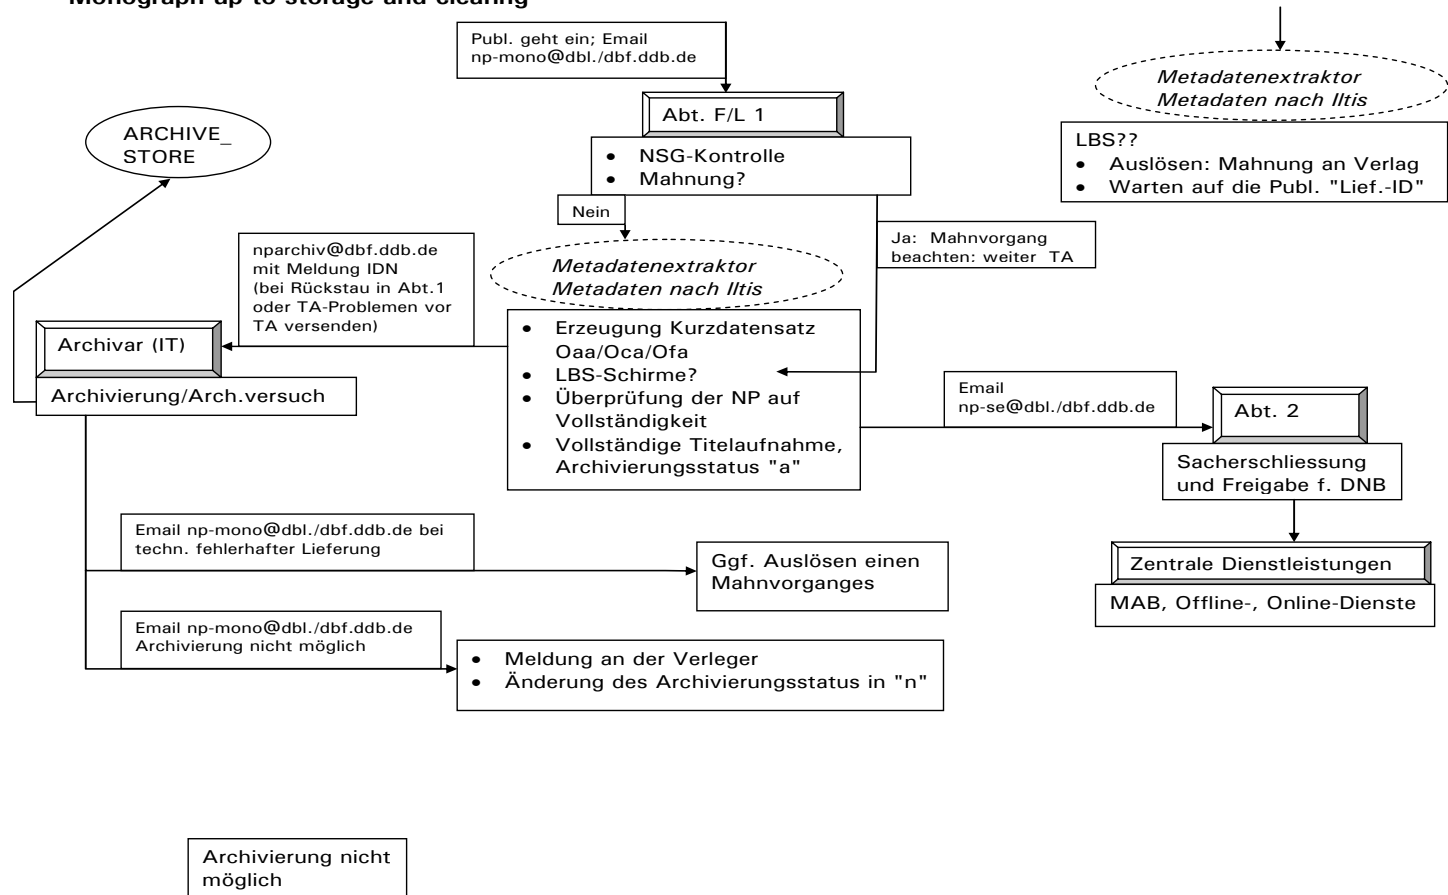 Monograph up to storage and clearing
Publ. geht ein; Email
np-mono@dbl./dbf.ddb.de
Abt. F/L 1
• NSG-Kontrolle
• Mahnung?
Nein
Ja: Mahnvorgang
beachten: weiter TA
Metadatenextraktor
Metadaten nach Iltis
LBS??
• Auslösen: Mahnung an Verlag
• Warten auf die Publ. "Lief.-ID"
ARCHIVE_
STORE
nparchiv@dbf.ddb.de
mit Meldung IDN
(bei Rückstau in Abt.1
oder TA-Problemen vor
TA versenden)
Metadatenextraktor
Metadaten nach Iltis
• Erzeugung Kurzdatensatz
Oaa/Oca/Ofa
• LBS-Schirme?
• Überprüfung der NP auf
Vollständigkeit
• Vollständige Titelaufnahme,
Archivierungsstatus "a"
Archivar (IT)
Archivierung/Arch.versuch
Email
np-se@dbl./dbf.ddb.de
Abt. 2
Sacherschliessung
und Freigabe f. DNB
Zentrale Dienstleistungen
MAB, Offline-, Online-Dienste
Email np-mono@dbl./dbf.ddb.de bei
techn. fehlerhafter Lieferung
Ggf. Auslösen einen
Mahnvorganges
Email np-mono@dbl./dbf.ddb.de
Archivierung nicht möglich
• Meldung an der Verleger
• Änderung des Archivierungsstatus in "n"
Archivierung nicht
möglich